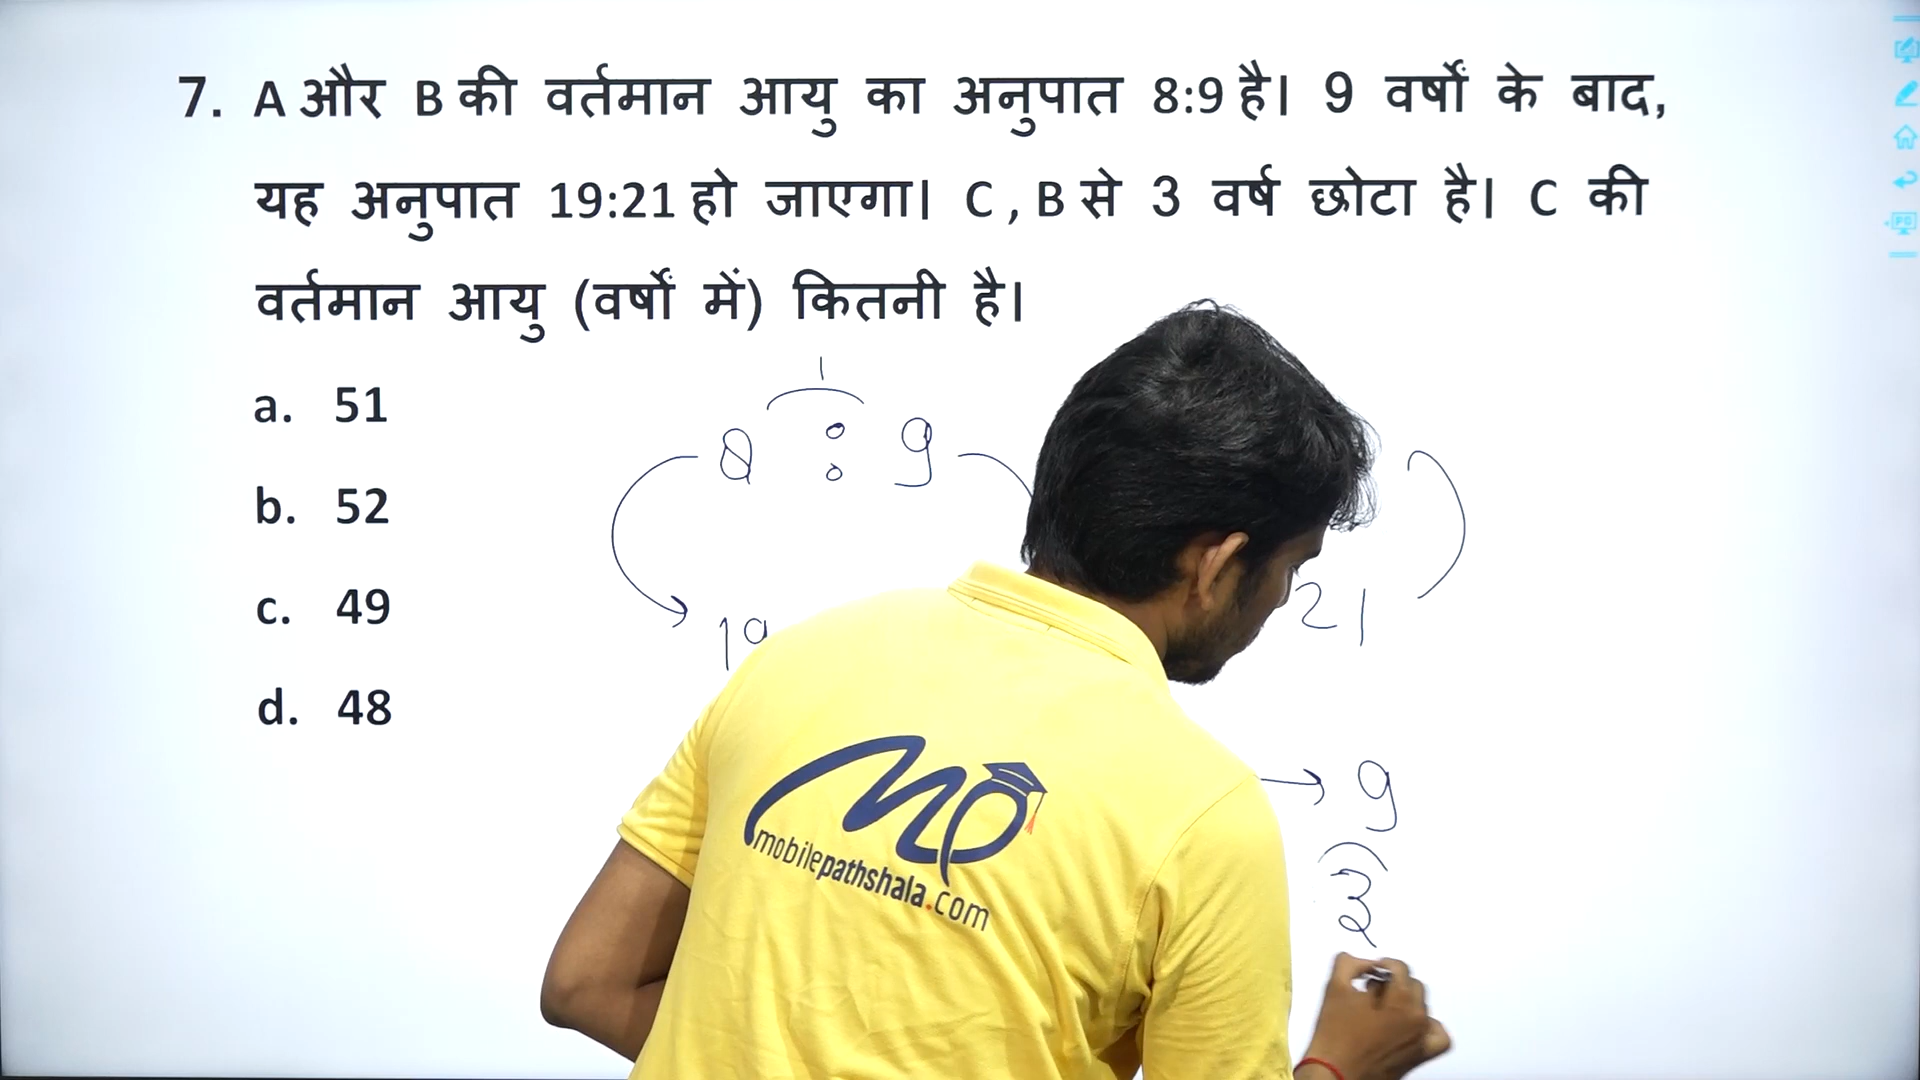 7. A और B की वर्तमान आयु का अनुपात 8:9 है। 9 वर्षों के बाद,
यह अनुपात 19:21 हो जाएगा। C , B से 3 वर्ष छोटा है। C की
वर्तमान आयु (वर्षों में) कितनी है।
a. 51
b. 52
c. 49
d. 48
1
8 : 9
19
21
9
mobilepathshala.com